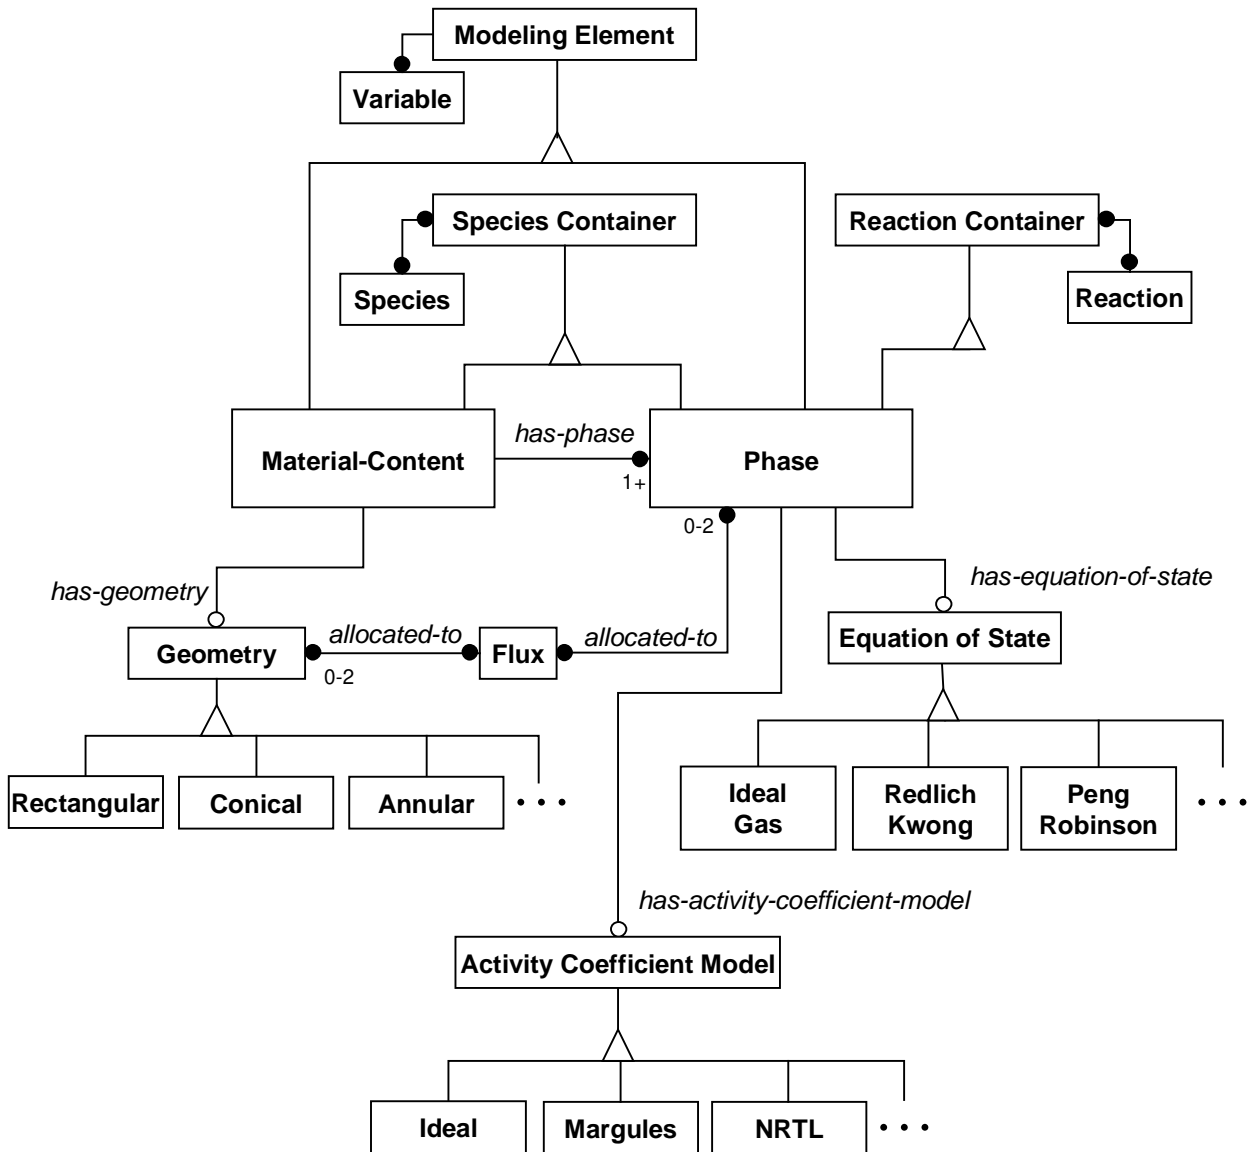 Modeling Element
Variable
Species Container
Reaction Container
Species
Reaction
Material-Content
has-phase
1+
Phase
0-2
has-geometry
has-equation-of-state
Geometry
0-2
allocated-to
Flux
allocated-to
Equation of State
Rectangular
Conical
Annular
• • •
Ideal
Gas
Redlich
Kwong
Peng
Robinson
• • •
has-activity-coefficient-model
Activity Coefficient Model
Ideal
Margules
NRTL
• • •